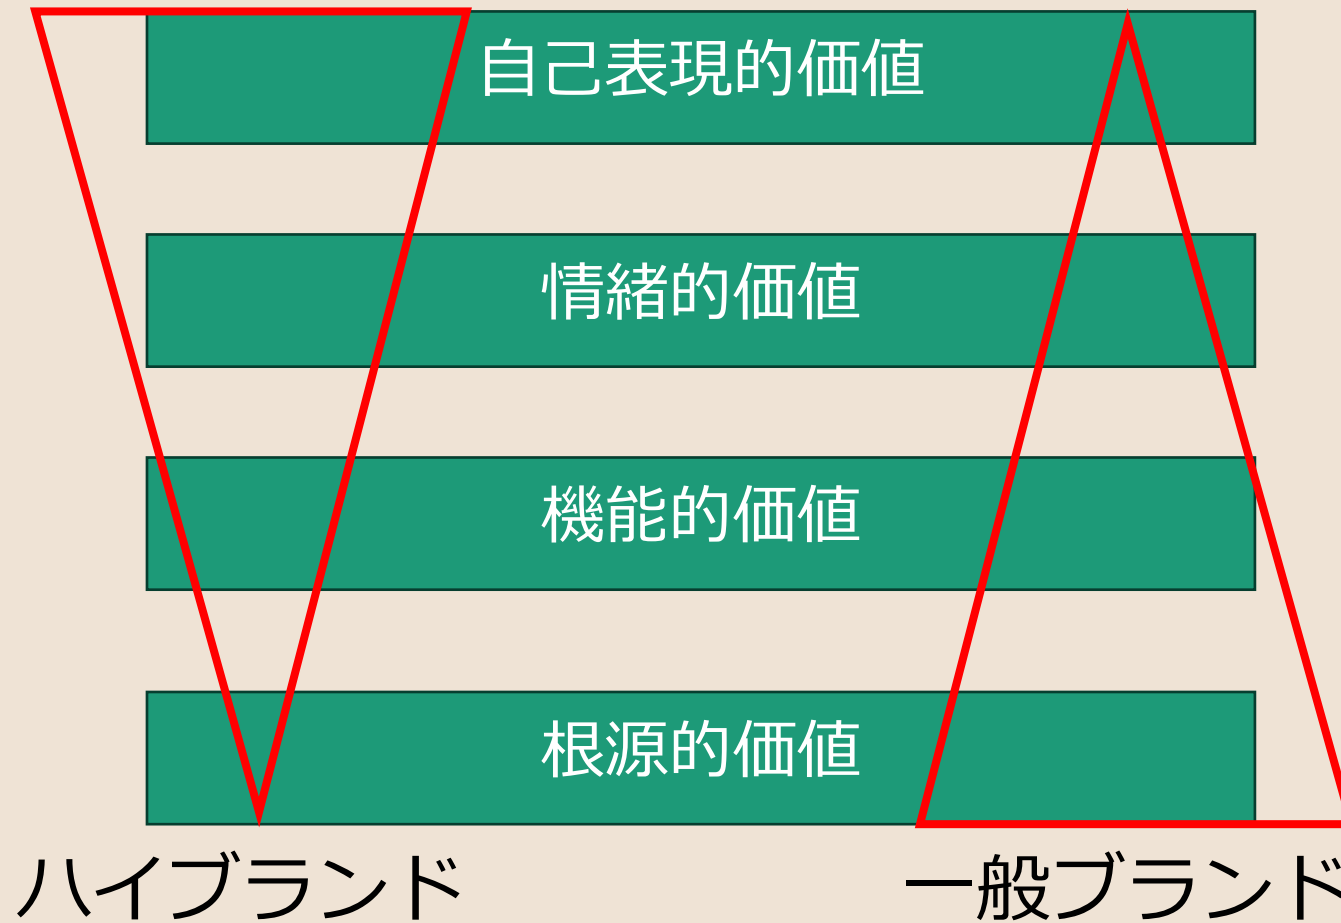 自己表現的価値
情緒的価値
機能的価値
根源的価値
ハイブランド
一般ブランド